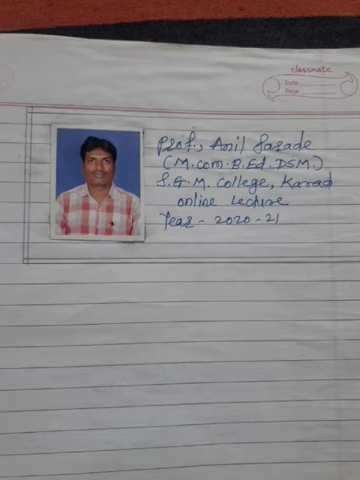 classmate
Date
Page
Prof., Anil Sarade
(M.com. B.Ed. DSM.)
S.G.M. College, Karad
online Lecture
Year - 2020-21